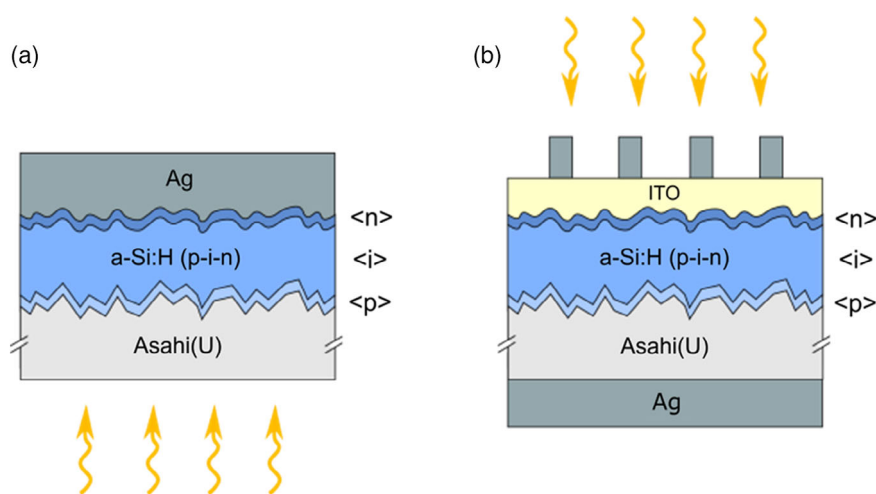 (a)
Ag
<n>
a-Si:H (p-i-n)
<i>
<p>
Asahi(U)
(b)
ITO
<n>
a-Si:H (p-i-n)
<i>
<p>
Asahi(U)
Ag